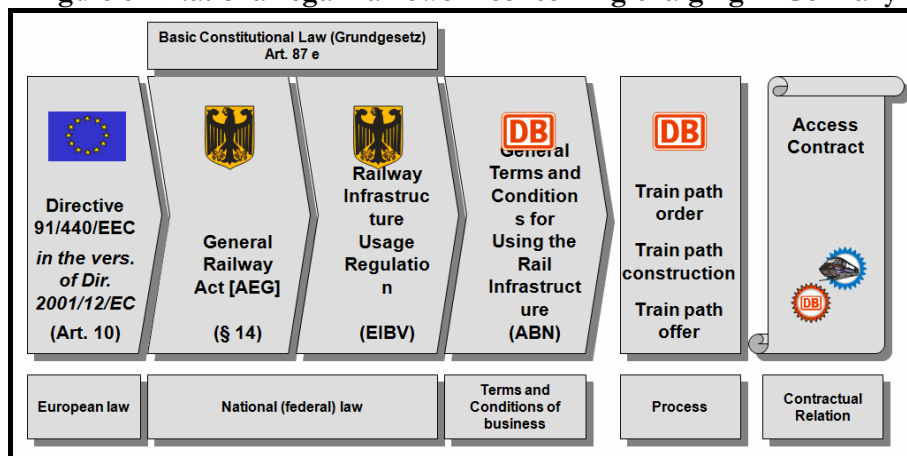 Basic Constitutional Law (Grundgesetz)
Art. 87 e
Directive
91/440/EEC
in the vers.
of Dir.
2001/12/EC
(Art. 10)
General
Railway
Act [AEG]
(§ 14)
Railway
Infrastruc
ture
Usage
Regulatio
n
(EIBV)
DB
General
Terms and
Condition
s for
Using the
Rail
Infrastruct
ure
(ABN)
DB
Train path
order
Train path
construction
Train path
offer
Access
Contract
DB
European law
National (federal) law
Terms and
Conditions of
business
Process
Contractual
Relation